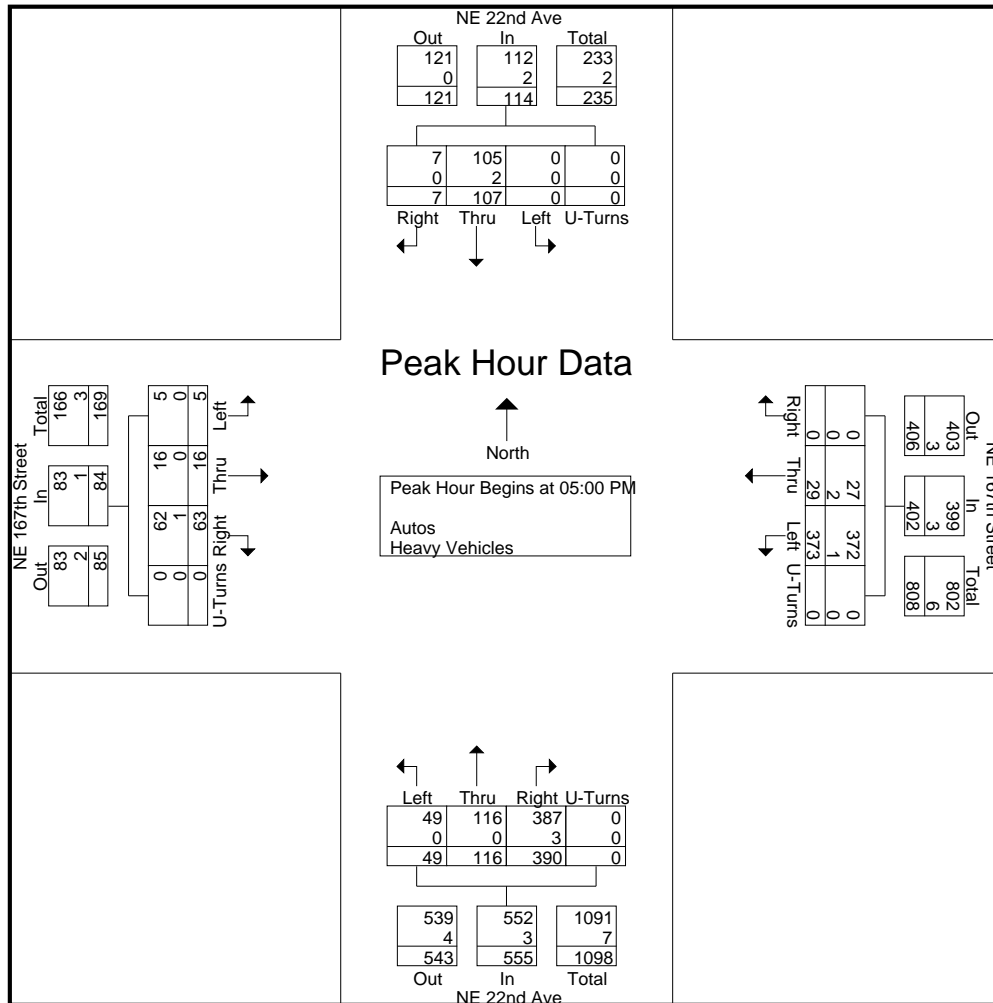 NE 22nd Ave
Out In Total
121 112 233
0 2 2
121 114 235
7 105 0 0
0 2 0 0
7 107 0 0
Right Thru Left U-Turns
Peak Hour Data
North
Peak Hour Begins at 05:00 PM
Autos
Heavy Vehicles
NE 167th Street
Out In Total
83 83 166
2 1 3
85 84 169
U-Turns Right Thru Left
0 62 16 5
0 1 0 0
0 63 16 5
NE 167th Street
Out In Total
403 399 802
3 3 6
406 402 808
0 27 372 0
0 2 1 0
0 29 373 0
Right Thru Left U-Turns
Left Thru Right U-Turns
49 116 387 0
0 0 3 0
49 116 390 0
539 552 1091
4 3 7
543 555 1098
Out In Total
NE 22nd Ave